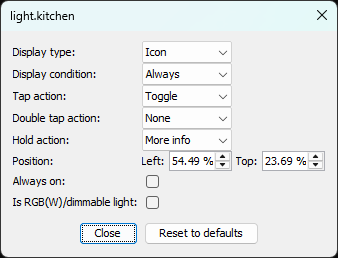 light.kitchen
Display type: Icon
Display condition: Always
Tap action: Toggle
Double tap action: None
Hold action: More info
Position: Left: 54.49 % Top: 23.69 %
Always on:
Is RGB(W)/dimmable light:
Close Reset to defaults